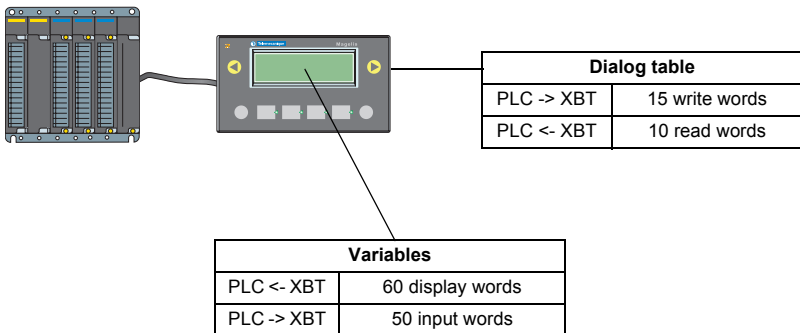 Telemecanique Magelis
Dialog table
PLC -> XBT 15 write words
PLC <- XBT 10 read words
Variables
PLC <- XBT 60 display words
PLC -> XBT 50 input words